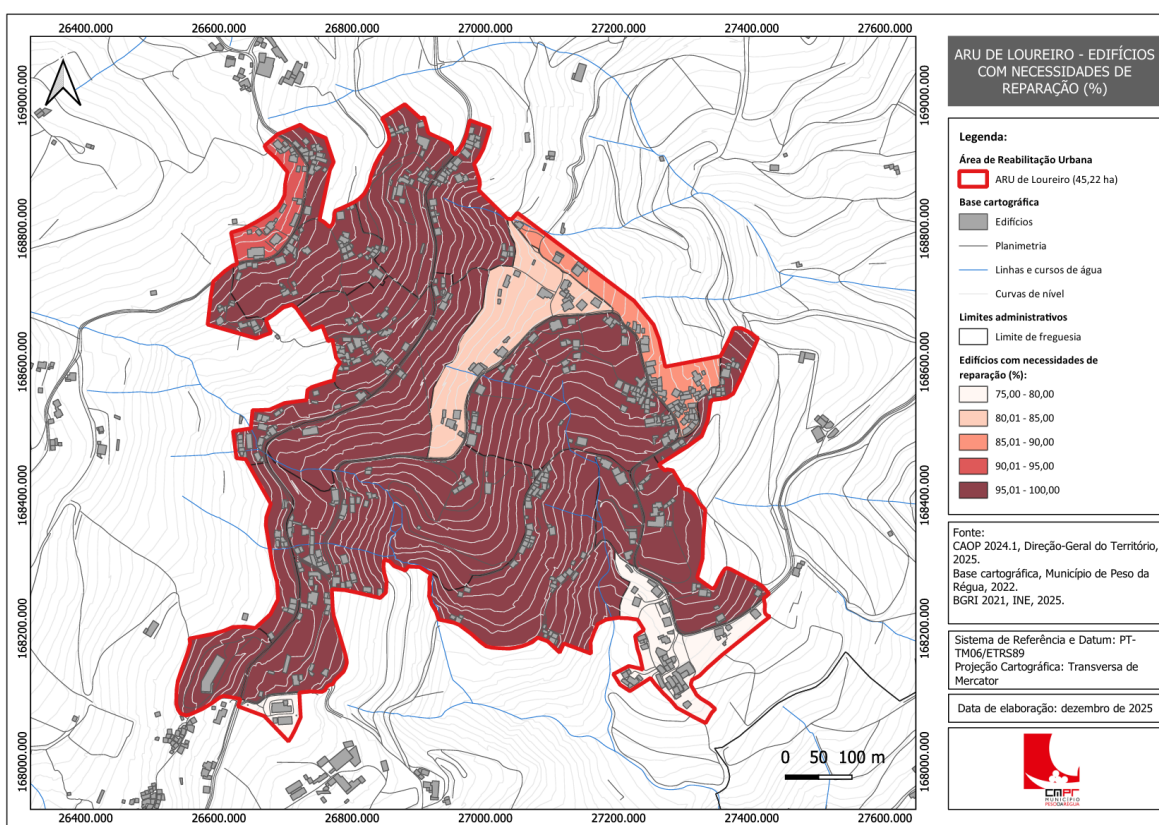 26400.000 26600.000 26800.000 27000.000 27200.000 27400.000 27600.000
169000.000 169000.000
168800.000 168800.000
168600.000 168600.000
168400.000 168400.000
168200.000 168200.000
168000.000 168000.000
0 50 100 m
26400.000 26600.000 26800.000 27000.000 27200.000 27400.000 27600.000
ARU DE LOUREIRO - EDIFÍCIOS
COM NECESSIDADES DE
REPARAÇÃO (%)
Legenda:
Área de Reabilitação Urbana
ARU de Loureiro (45,22 ha)
Base cartográfica
Edifícios
Planimetria
Linhas e cursos de água
Curvas de nível
Limites administrativos
Limite de freguesia
Edifícios com necessidades de
reparação (%):
75,00 - 80,00
80,01 - 85,00
85,01 - 90,00
90,01 - 95,00
95,01 - 100,00
Fonte:
CAOP 2024.1, Direção-Geral do Território,
2025.
Base cartográfica, Município de Peso da
Régua, 2022.
BGRI 2021, INE, 2025.
Sistema de Referência e Datum: PT-
TM06/ETRS89
Projeção Cartográfica: Transversa de
Mercator
Data de elaboração: dezembro de 2025
CMPR
MUNICÍPIO
PESODARÉGUA